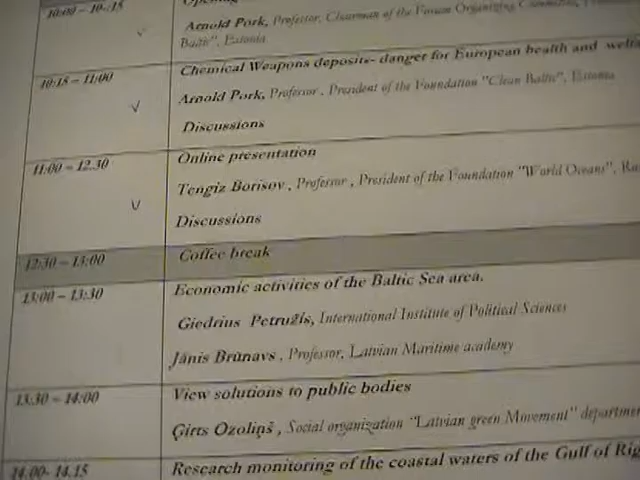 10:00 – 10:15
Opening
Arnold Pork, Professor, Chairman of the Forum Organizing Committee,
Baltic", Estonia
10:15 – 11:00
Chemical Weapons deposits- danger for European health and
Arnold Pork, Professor , President of the Foundation "Clean Baltic", Estonia
Discussions
11:00 – 12.30
Online presentation
Tengiz Borisov , Professor , President of the Foundation "World Oceans",
Discussions
12:30 – 13:00
Coffee break
13:00 – 13:30
Economic activities of the Baltic Sea area.
Giedrius Petružis, International Institute of Political Sciences
Jānis Brūnavs , Professor, Latvian Maritime academy
13:30 – 14:00
View solutions to public bodies
Ģirts Ozoliņš , Social organization "Latvian green Movement"
14.00- 14.15
Research monitoring of the coastal waters of the Gulf of